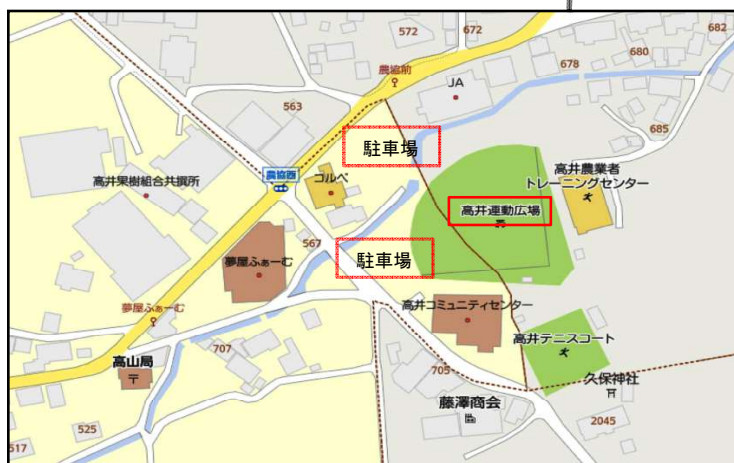 572
672
682
680
678
農協前
JA
563
685
駐車場
高井農業者
トレーニングセンター
農協西
コルペ
高井果樹組合共撰所
高井運動広場
567
駐車場
夢屋ふぁーむ
夢屋ふぁーむ
高井コミュニティセンター
高井テニスコート
高山局
〒
707
705
久保神社
藤澤商会
525
2045
517